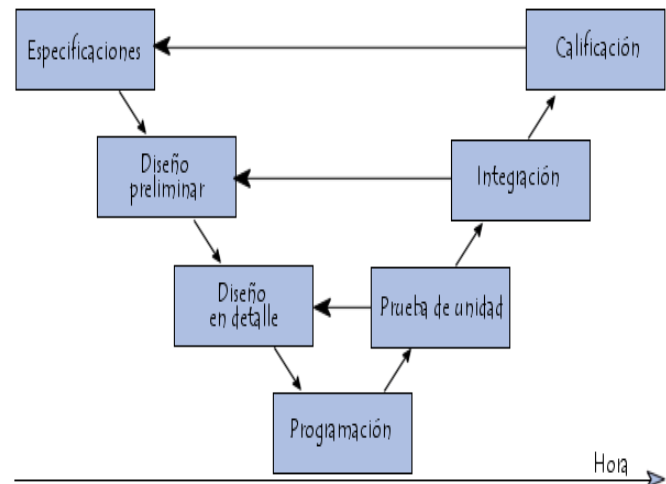 Especificaciones
Calificación
Diseño
preliminar
Integración
Diseño
en detalle
Prueba de unidad
Programación
Hora